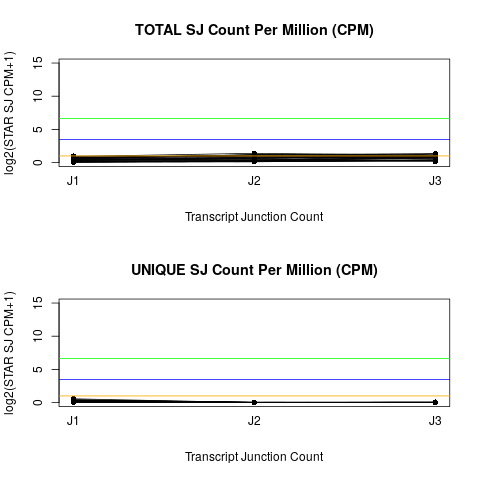 TOTAL SJ Count Per Million (CPM)
log2(STAR SJ CPM+1)
15
10
5
0
J1 J2 J3
Transcript Junction Count
UNIQUE SJ Count Per Million (CPM)
log2(STAR SJ CPM+1)
15
10
5
0
J1 J2 J3
Transcript Junction Count